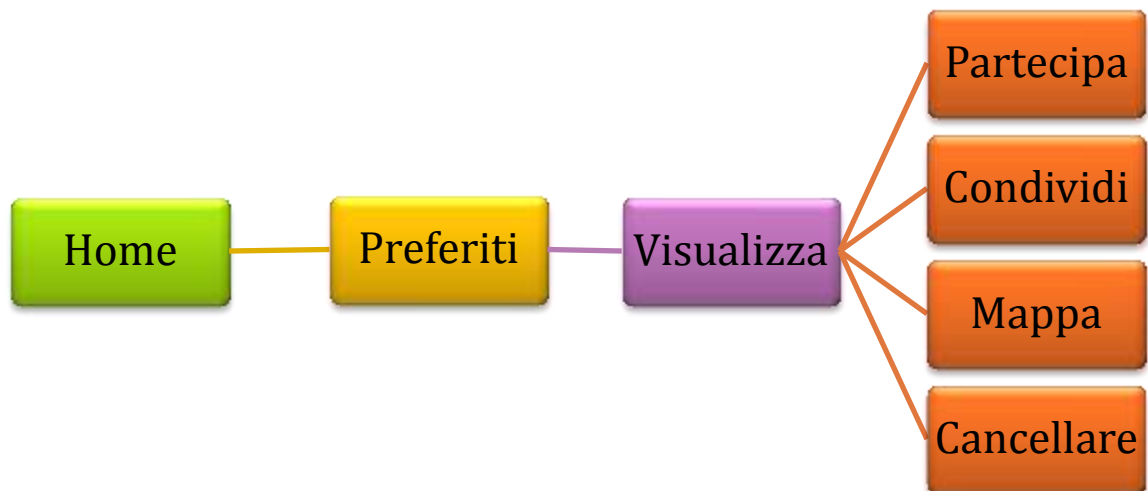 Home
Preferiti
Visualizza
Partecipa
Condividi
Mappa
Cancellare